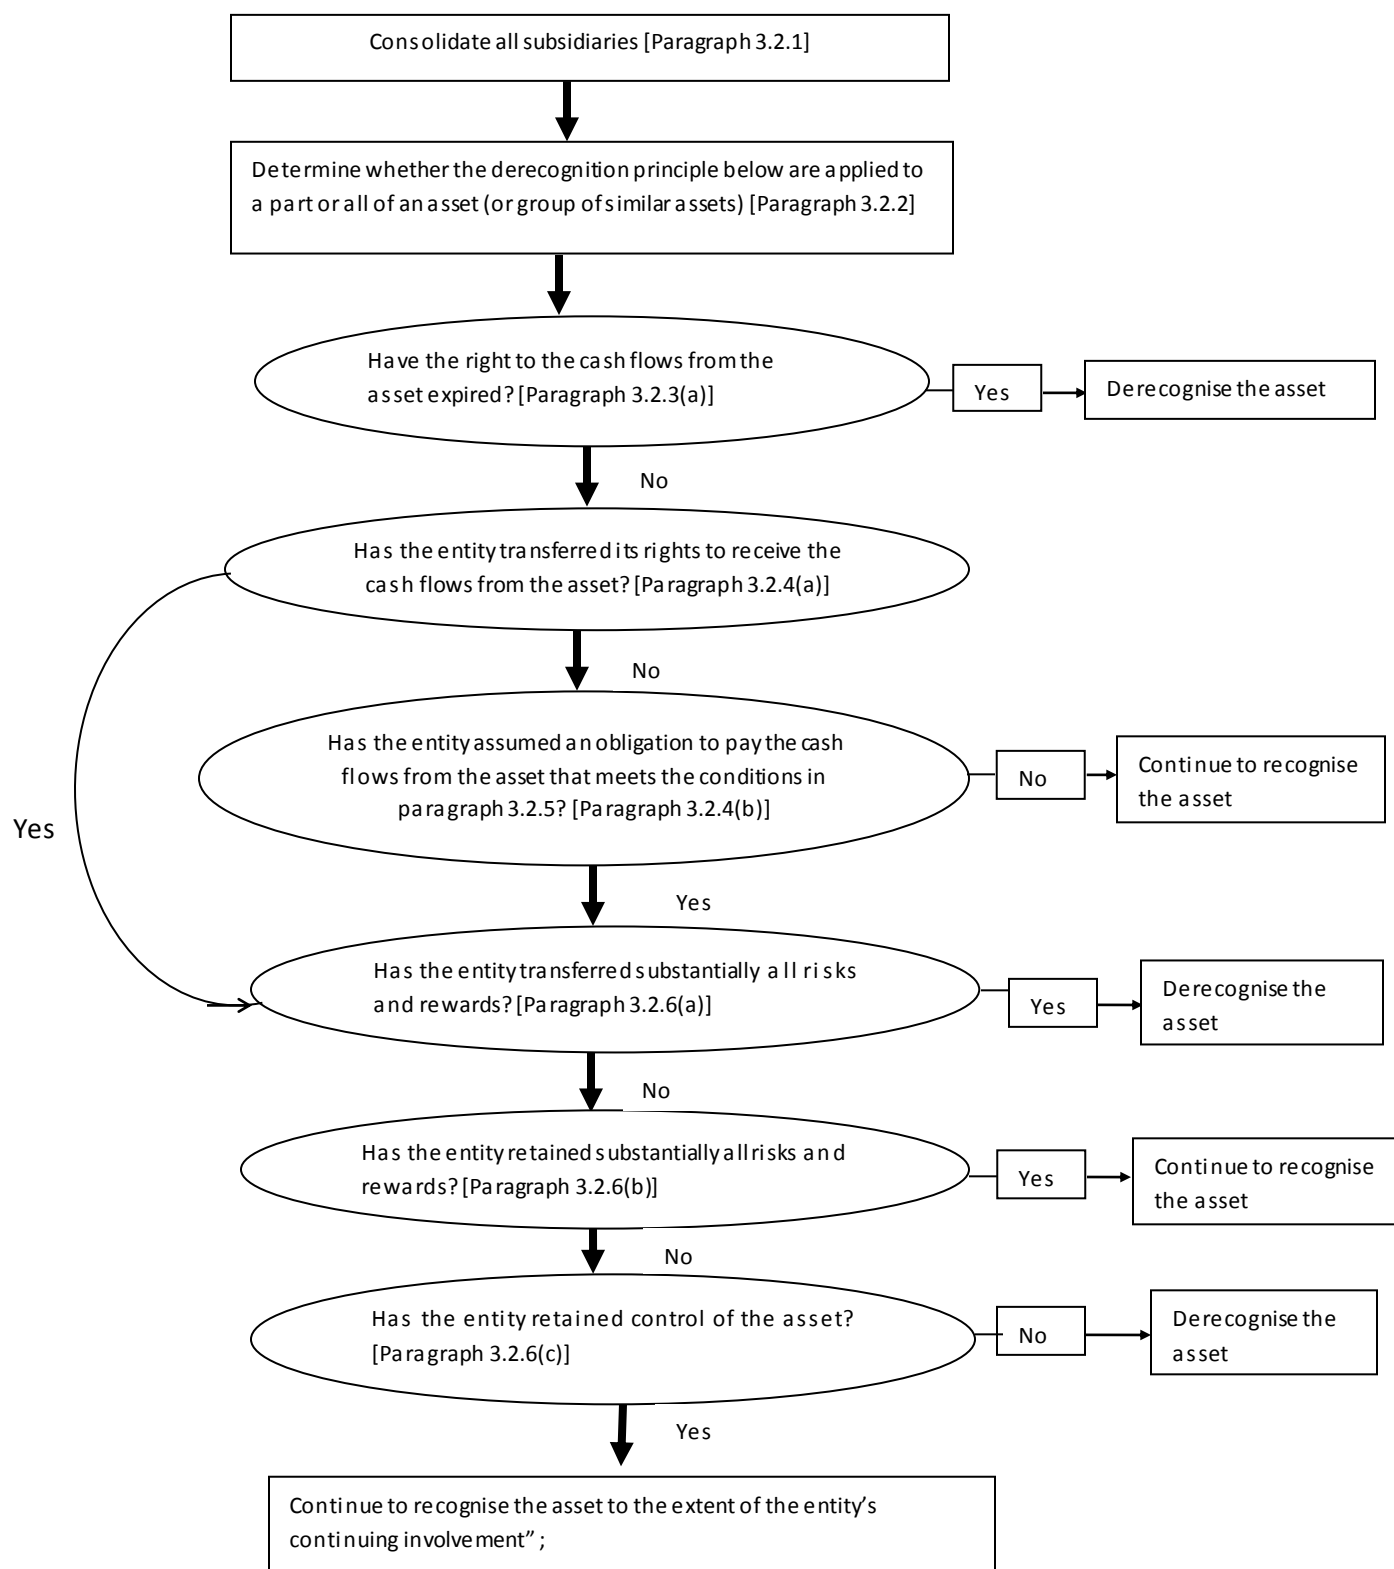 Consolidate all subsidiaries [Paragraph 3.2.1]
Determine whether the derecognition principle below are applied to
a part or all of an asset (or group of similar assets) [Paragraph 3.2.2]
Have the right to the cash flows from the
asset expired? [Paragraph 3.2.3(a)]
Yes
Derecognise the asset
No
Has the entity transferred its rights to receive the
cash flows from the asset? [Paragraph 3.2.4(a)]
No
Has the entity assumed an obligation to pay the cash
flows from the asset that meets the conditions in
paragraph 3.2.5? [Paragraph 3.2.4(b)]
No
Continue to recognise
the asset
Yes
Yes
Has the entity transferred substantially all risks
and rewards? [Paragraph 3.2.6(a)]
Yes
Derecognise the
asset
No
Has the entity retained substantially all risks and
rewards? [Paragraph 3.2.6(b)]
Yes
Continue to recognise
the asset
No
Has the entity retained control of the asset?
[Paragraph 3.2.6(c)]
No
Derecognise the
asset
Yes
Continue to recognise the asset to the extent of the entity’s
continuing involvement” ;